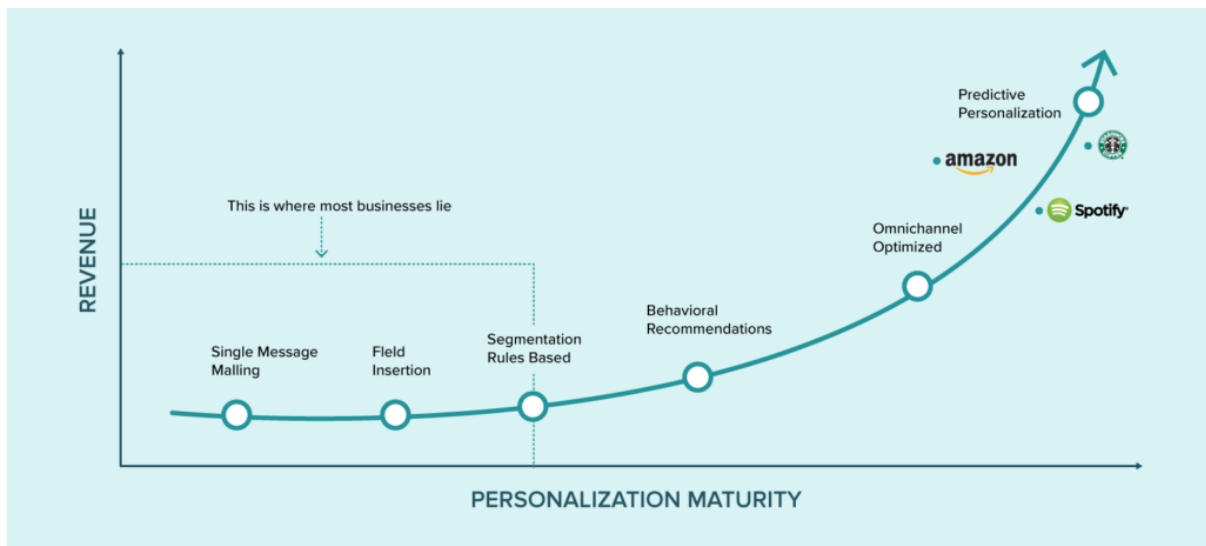 Predictive
Personalization
amazon
Spotify
This is where most businesses lie
Omnichannel
Optimized
REVENUE
Behavioral
Recommendations
Segmentation
Rules Based
Single Message
Malling
Fleld
Insertion
PERSONALIZATION MATURITY